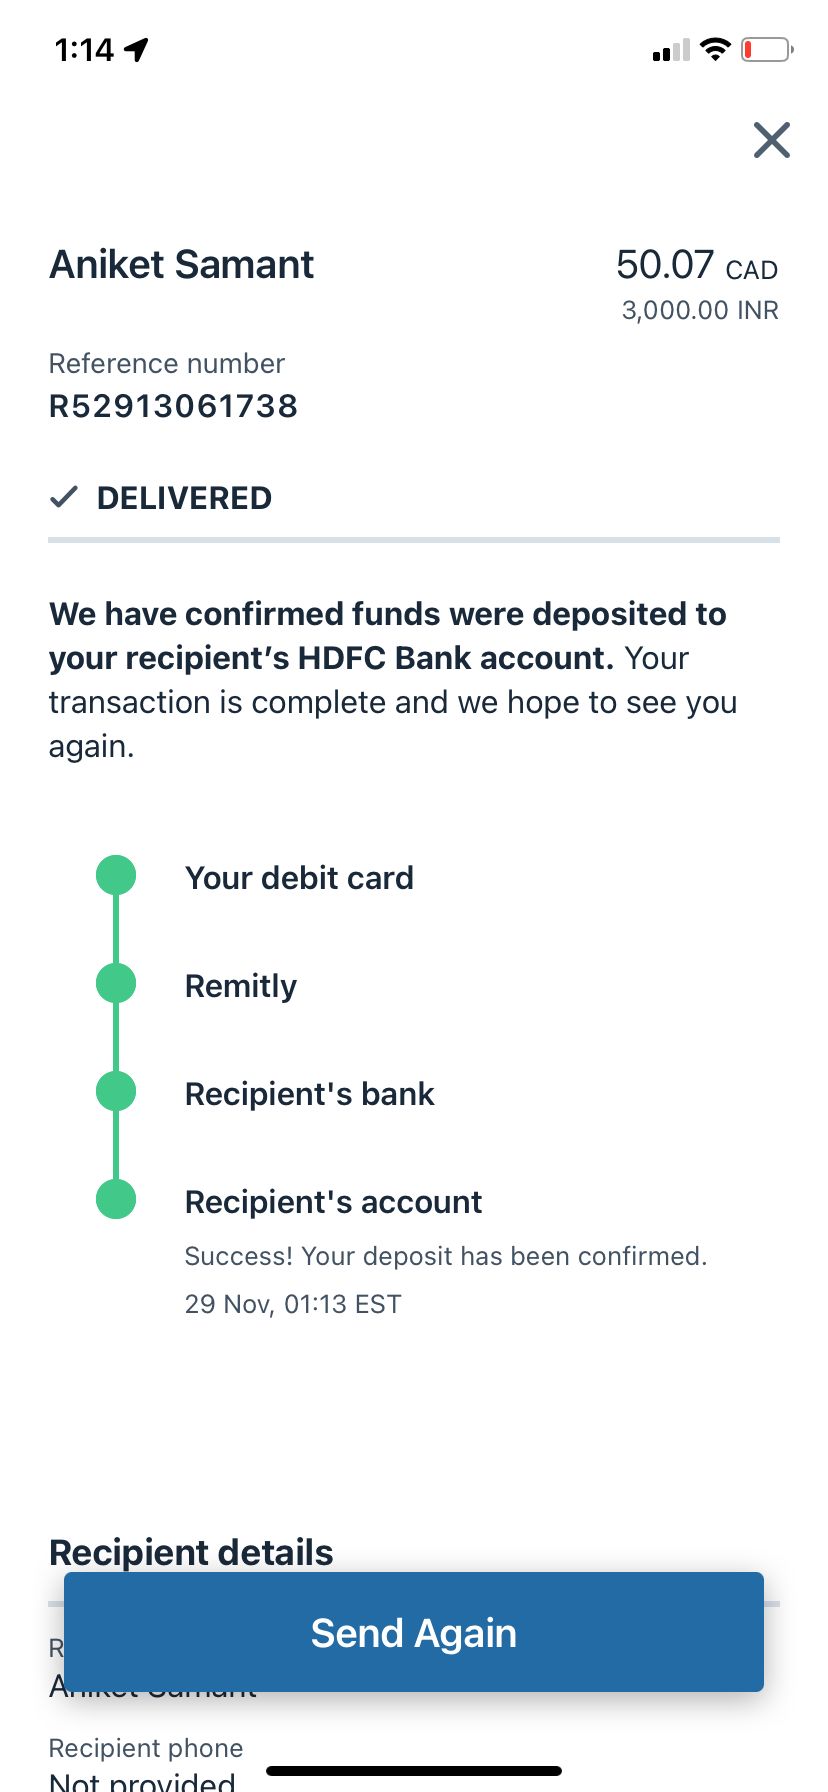 1:14
Aniket Samant
50.07 CAD
3,000.00 INR
Reference number
R52913061738
DELIVERED
We have confirmed funds were deposited to
your recipient’s HDFC Bank account. Your
transaction is complete and we hope to see you
again.
Your debit card
Remitly
Recipient's bank
Recipient's account
Success! Your deposit has been confirmed.
29 Nov, 01:13 EST
Recipient details
Send Again
Aniket Samant
Recipient phone
Not provided